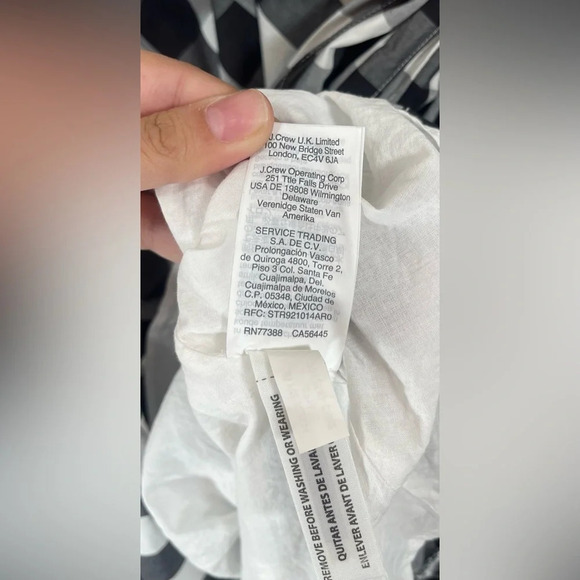 J.Crew U.K. Limited
100 New Bridge Street
London, EC4V 6JA
J.Crew Operating Corp
251 Ttle Falls Drive
USA DE 19808 Wilmington
Delaware
Verenidge Staten Van
Amerika
SERVICE TRADING
S.A. DE C.V.
Prolongación Vasco
de Quiroga 4800, Torre 2,
Piso 3 Col. Santa Fe
Cuajimalpa, Del.
Cuajimalpa de Morelos
C.P. 05348, Ciudad de
México, MÉXICO
RFC: STR921014AR0
RN77388 CA56445
REMOVE BEFORE WASHING OR WEARING
QUITAR ANTES DE LAVAR
ENLEVER AVANT DE LAVER